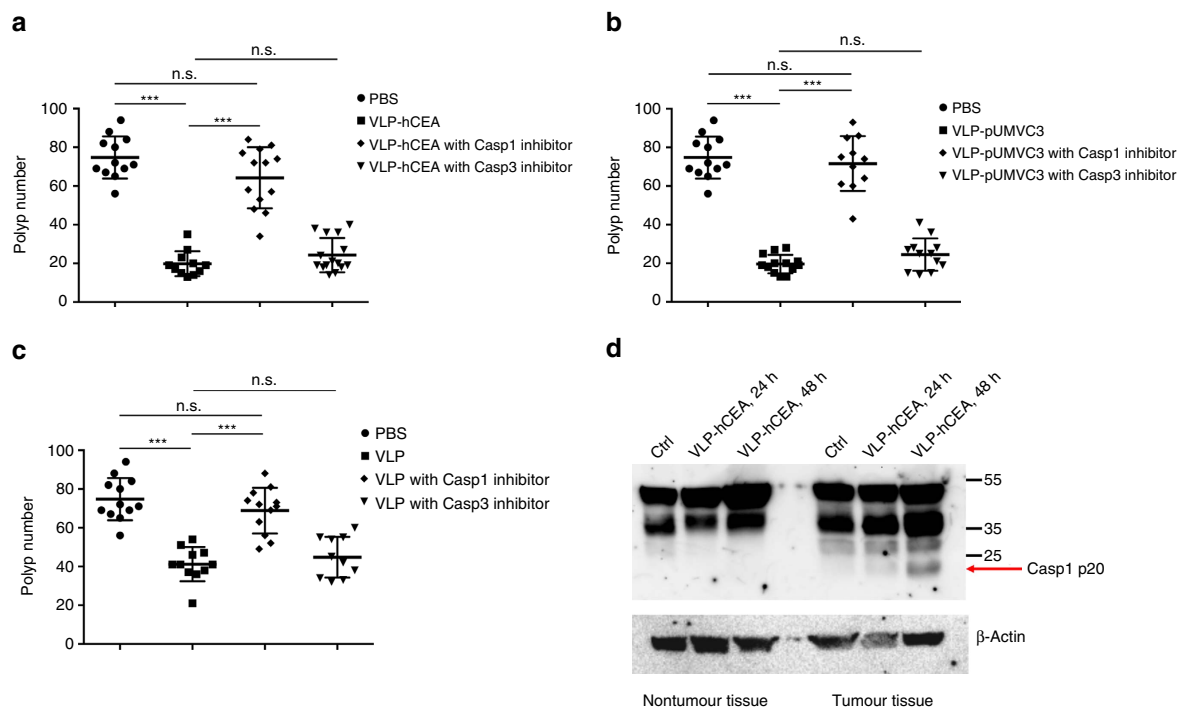 a
n.s.
n.s.
***
***
100
80
60
40
20
0
Polyp number
PBS
VLP-hCEA
VLP-hCEA with Casp1 inhibitor
VLP-hCEA with Casp3 inhibitor
b
n.s.
n.s.
***
***
100
80
60
40
20
0
Polyp number
PBS
VLP-pUMVC3
VLP-pUMVC3 with Casp1 inhibitor
VLP-pUMVC3 with Casp3 inhibitor
c
n.s.
n.s.
***
***
100
80
60
40
20
0
Polyp number
PBS
VLP
VLP with Casp1 inhibitor
VLP with Casp3 inhibitor
d
Ctrl
VLP-hCEA, 24 h
VLP-hCEA, 48 h
Ctrl
VLP-hCEA, 24 h
VLP-hCEA, 48 h
55
35
25
Casp1 p20
β-Actin
Nontumour tissue
Tumour tissue